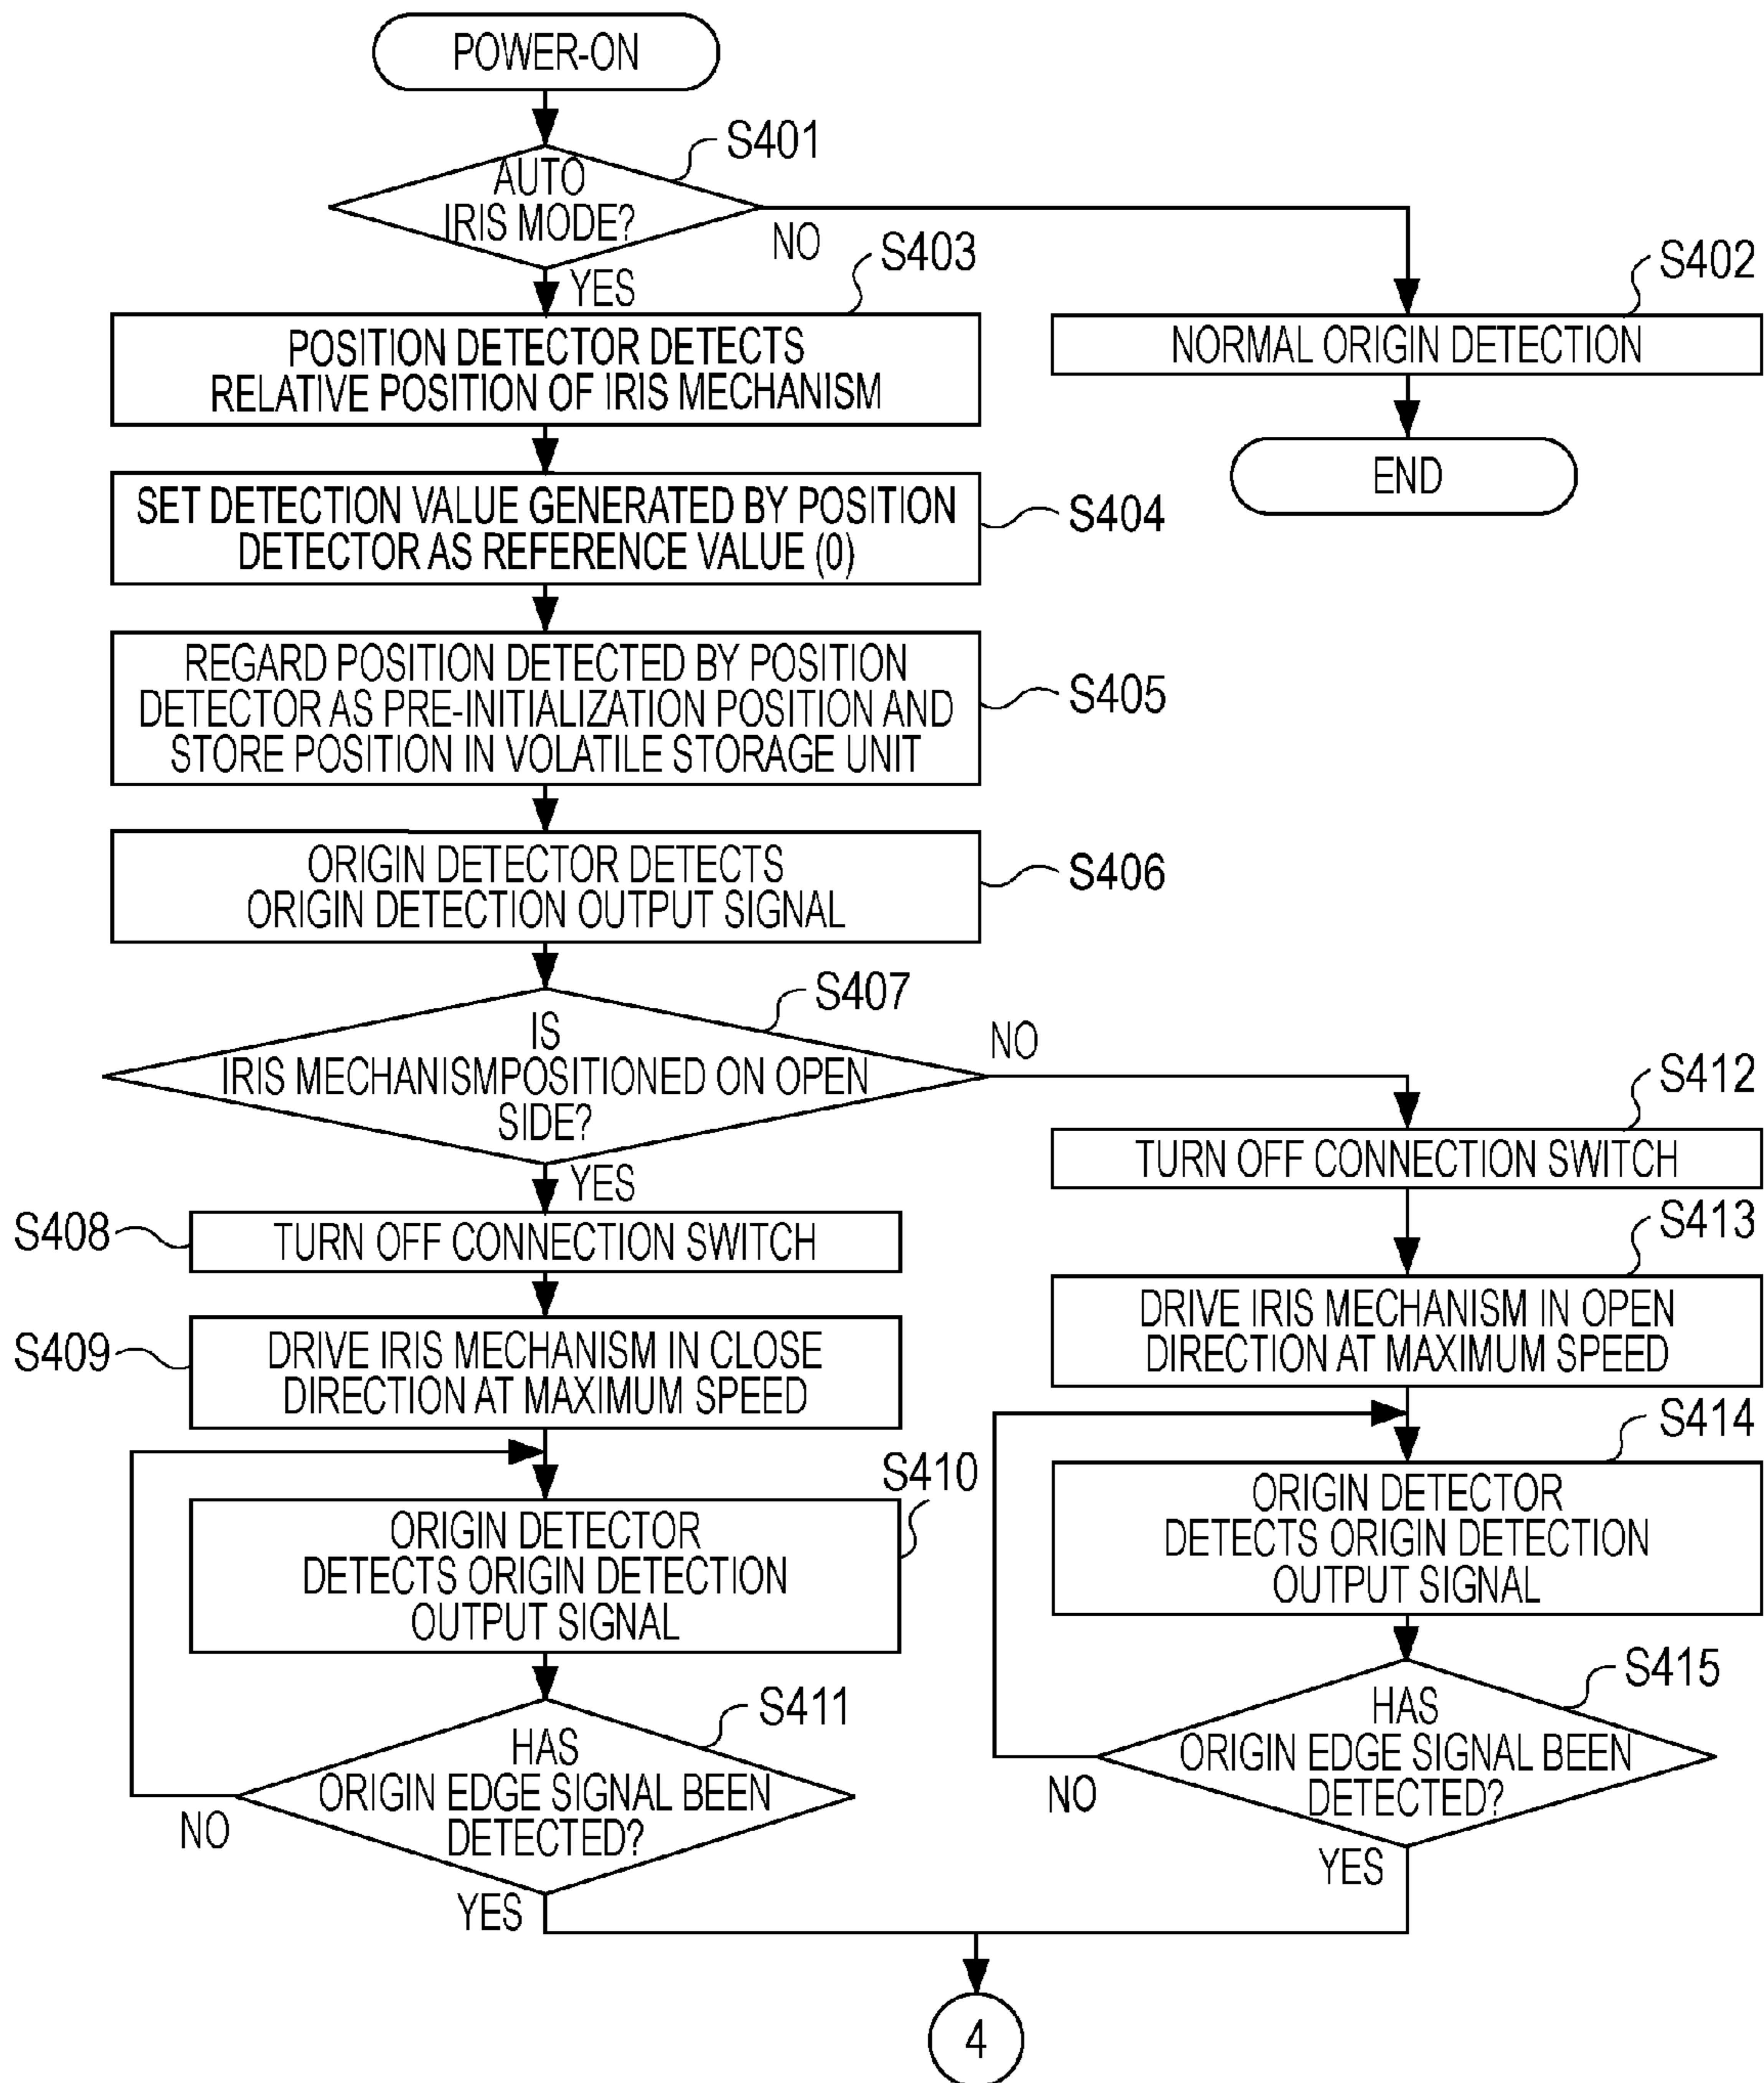 POWER-ON
S401
AUTO
IRIS MODE?
NO
YES
S403
S402
POSITION DETECTOR DETECTS
RELATIVE POSITION OF IRIS MECHANISM
NORMAL ORIGIN DETECTION
END
SET DETECTION VALUE GENERATED BY POSITION
DETECTOR AS REFERENCE VALUE (0)
S404
REGARD POSITION DETECTED BY POSITION
DETECTOR AS PRE-INITIALIZATION POSITION AND
STORE POSITION IN VOLATILE STORAGE UNIT
S405
ORIGIN DETECTOR DETECTS
ORIGIN DETECTION OUTPUT SIGNAL
S406
S407
IS
IRIS MECHANISMPOSITIONED ON OPEN
SIDE?
NO
YES
S412
TURN OFF CONNECTION SWITCH
S408
TURN OFF CONNECTION SWITCH
S413
DRIVE IRIS MECHANISM IN OPEN
DIRECTION AT MAXIMUM SPEED
S409
DRIVE IRIS MECHANISM IN CLOSE
DIRECTION AT MAXIMUM SPEED
S414
ORIGIN DETECTOR
DETECTS ORIGIN DETECTION
OUTPUT SIGNAL
S410
ORIGIN DETECTOR
DETECTS ORIGIN DETECTION
OUTPUT SIGNAL
S415
HAS
ORIGIN EDGE SIGNAL BEEN
DETECTED?
NO
YES
S411
HAS
ORIGIN EDGE SIGNAL BEEN
DETECTED?
NO
YES
4